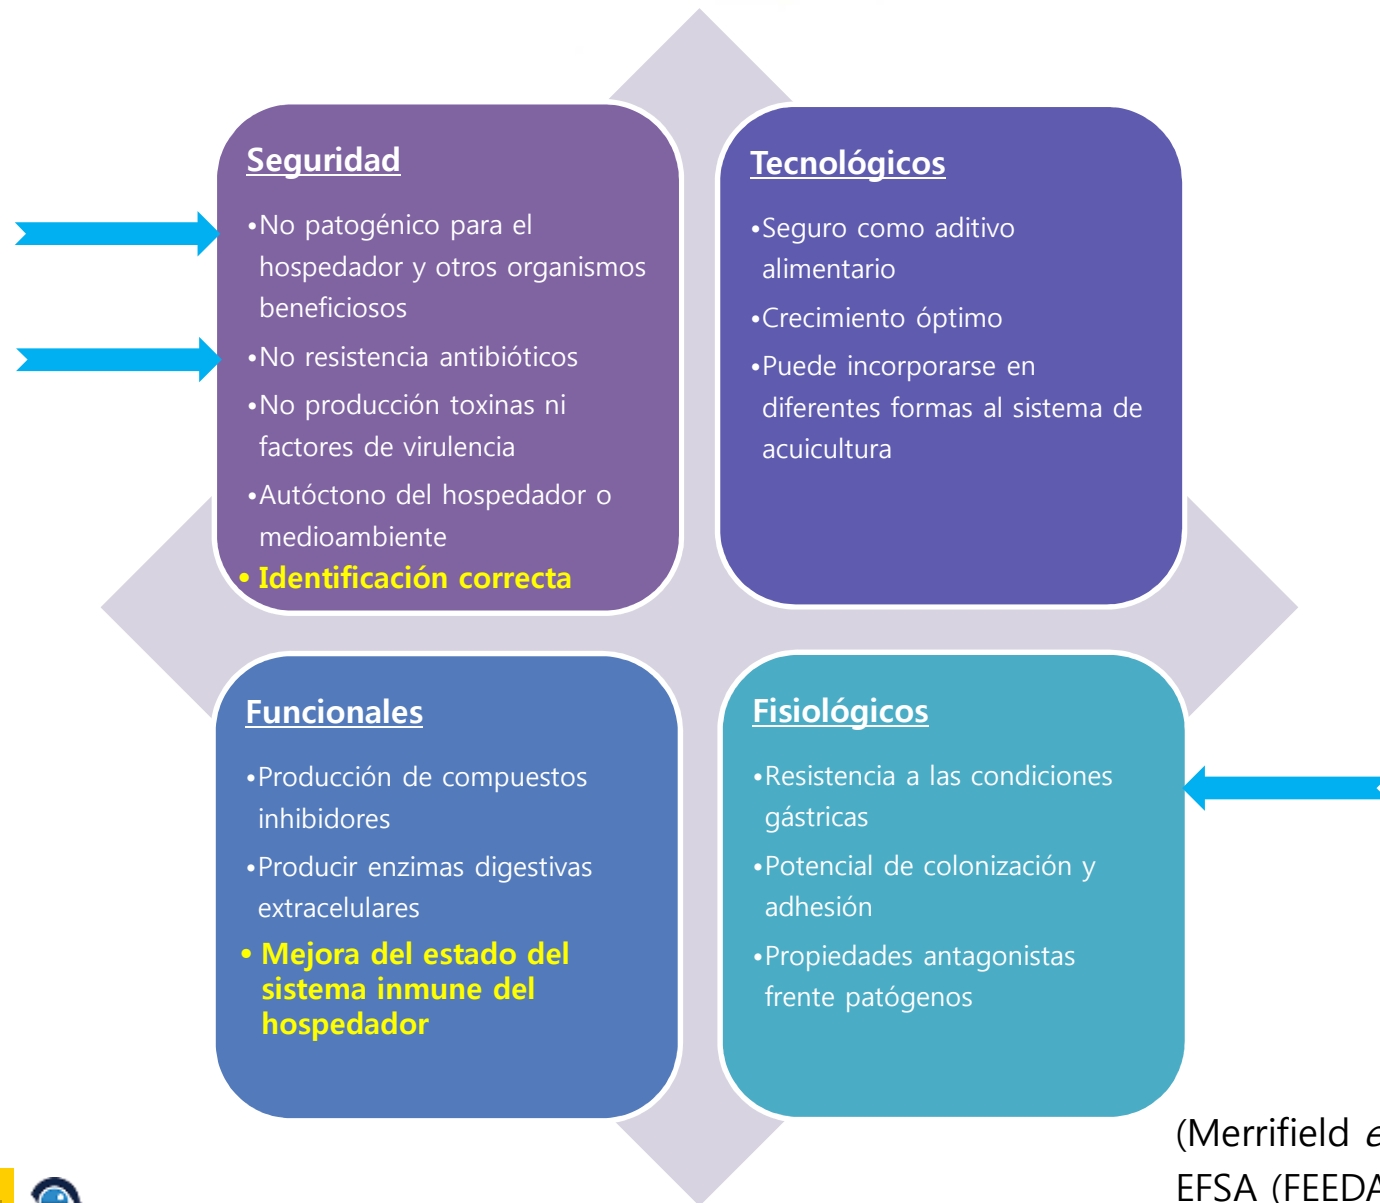 Seguridad
•No patogénico para el
hospedador y otros organismos
beneficiosos
•No resistencia antibióticos
•No producción toxinas ni
factores de virulencia
•Autóctono del hospedador o
medioambiente
• Identificación correcta
Tecnológicos
•Seguro como aditivo
alimentario
•Crecimiento óptimo
•Puede incorporarse en
diferentes formas al sistema de
acuicultura
Funcionales
•Producción de compuestos
inhibidores
•Producir enzimas digestivas
extracelulares
• Mejora del estado del
sistema inmune del
hospedador
Fisiológicos
•Resistencia a las condiciones
gástricas
•Potencial de colonización y
adhesión
•Propiedades antagonistas
frente patógenos
(Merrifield
EFSA (FEEDA